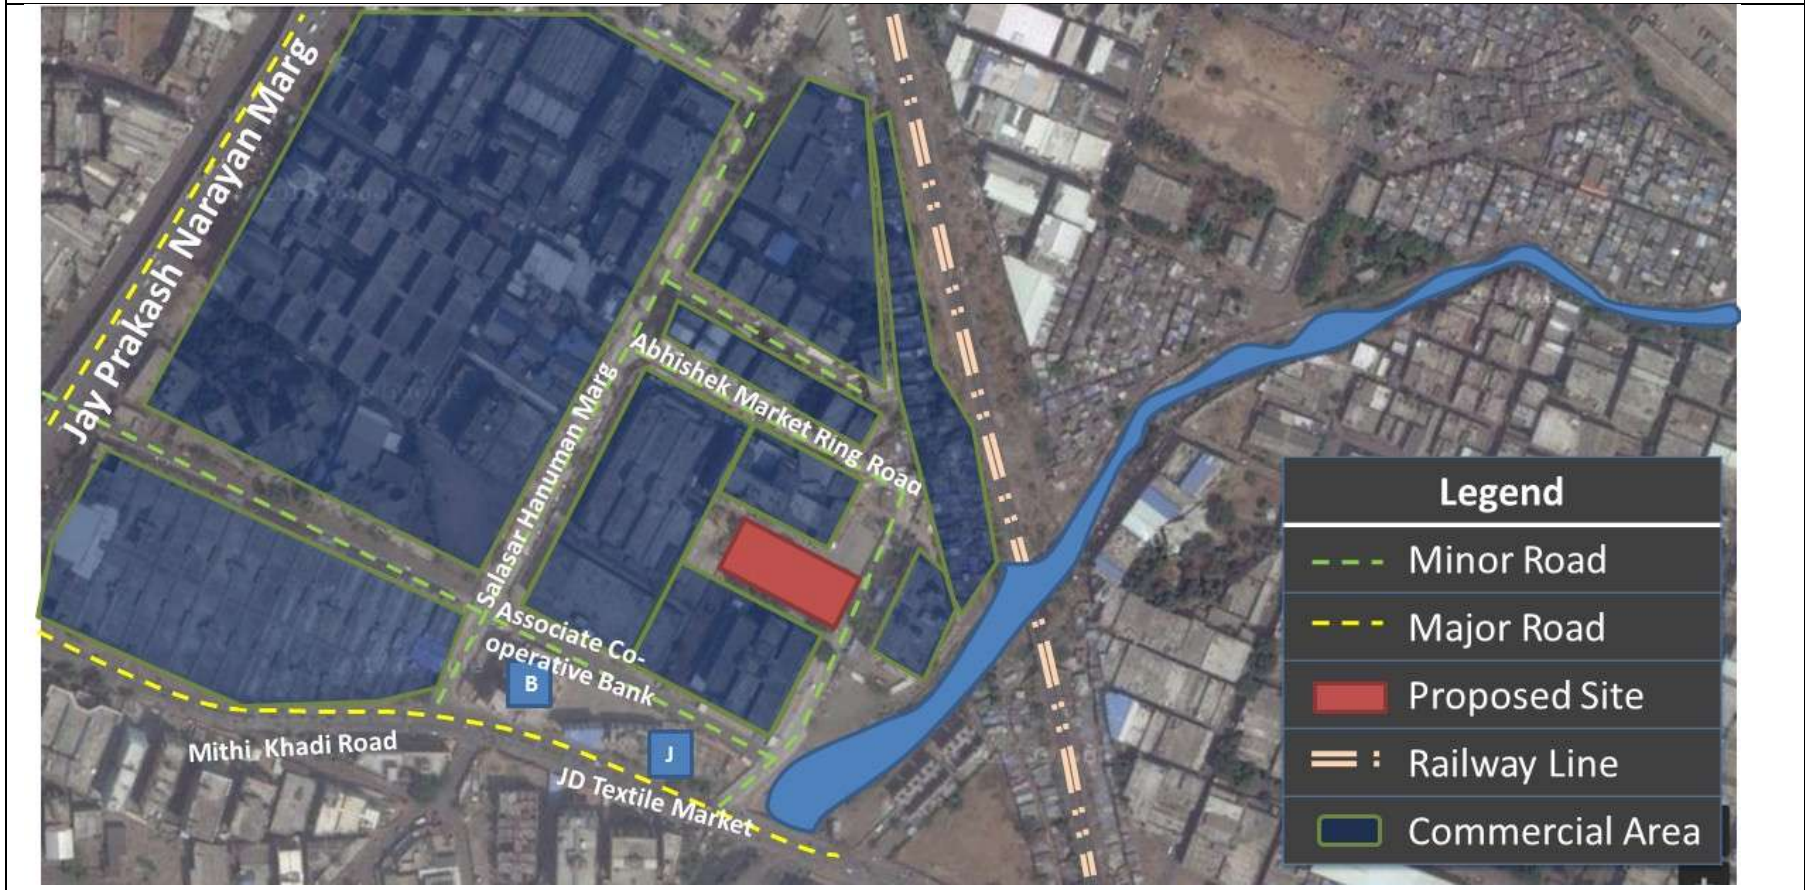 Jay Prakash Narayan Marg
Abhishek Market Ring Road
Salasar Hanuman Marg
Associate Co-
operative Bank
B
J
Mithi Khadi Road
JD Textile Market
Legend
Minor Road
Major Road
Proposed Site
Railway Line
Commercial Area